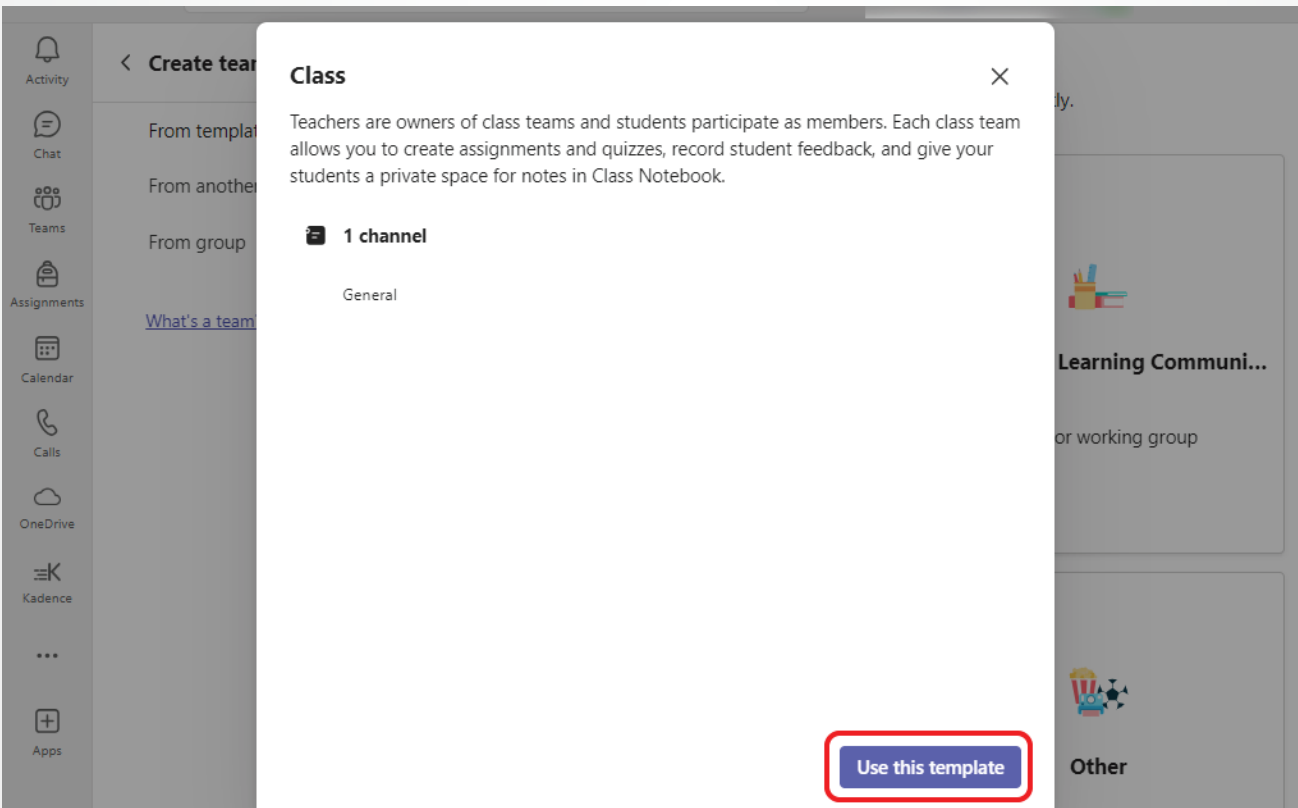 Activity
Chat
Teams
Assignments
Calendar
Calls
OneDrive
Kadence
Apps
Create tear
From templat
From another
From group
What's a team?
Class
Teachers are owners of class teams and students participate as members. Each class team
allows you to create assignments and quizzes, record student feedback, and give your
students a private space for notes in Class Notebook.
1 channel
General
Use this template
tly.
Learning Communi...
or working group
Other